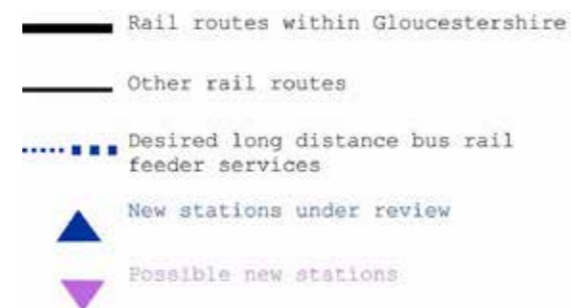 Rail routes within Gloucestershire
Other rail routes
Desired long distance bus rail
feeder services
New stations under review
Possible new stations